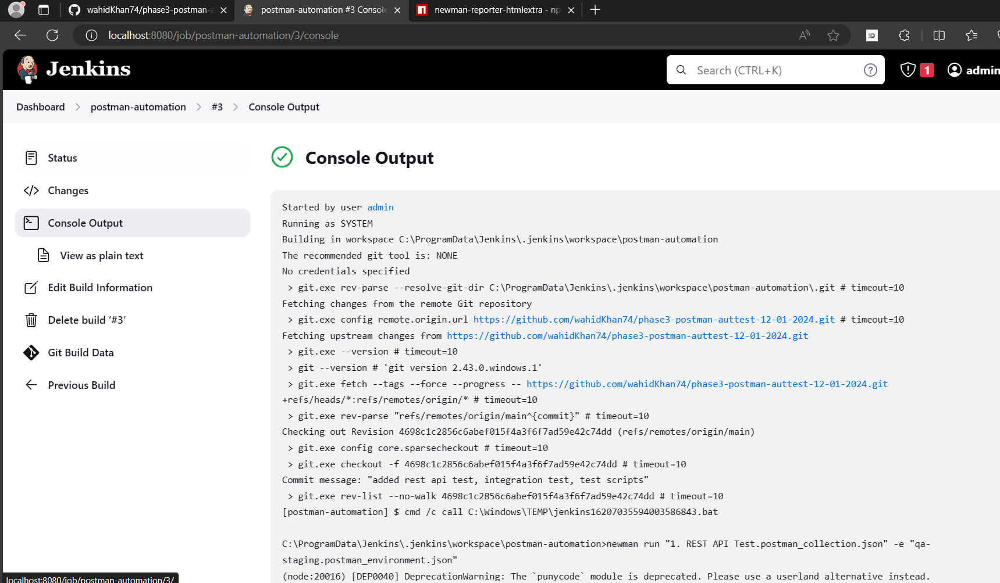 wahidKhan74/phase3-postman-a
postman-automation #3 Console
newman-reporter-htmlextra - np
localhost:8080/job/postman-automation/3/console
Jenkins
Search (CTRL+K)
1
admin
Dashboard
postman-automation
#3
Console Output
Status
Changes
Console Output
View as plain text
Edit Build Information
Delete build ‘#3’
Git Build Data
Previous Build
Console Output
Started by user admin
Running as SYSTEM
Building in workspace C:\ProgramData\Jenkins\.jenkins\workspace\postman-automation
The recommended git tool is: NONE
No credentials specified
> git.exe rev-parse --resolve-git-dir C:\ProgramData\Jenkins\.jenkins\workspace\postman-automation\.git # timeout=10
Fetching changes from the remote Git repository
> git.exe config remote.origin.url https://github.com/wahidKhan74/phase3-postman-auttest-12-01-2024.git # timeout=10
Fetching upstream changes from https://github.com/wahidKhan74/phase3-postman-auttest-12-01-2024.git
> git.exe --version # timeout=10
> git --version # 'git version 2.43.0.windows.1'
> git.exe fetch --tags --force --progress -- https://github.com/wahidKhan74/phase3-postman-auttest-12-01-2024.git
+refs/heads/*:refs/remotes/origin/* # timeout=10
> git.exe rev-parse "refs/remotes/origin/main^{commit}" # timeout=10
Checking out Revision 4698c1c2856c6abef015f4a3f6f7ad59e42c74dd (refs/remotes/origin/main)
> git.exe config core.sparsecheckout # timeout=10
> git.exe checkout -f 4698c1c2856c6abef015f4a3f6f7ad59e42c74dd # timeout=10
Commit message: "added rest api test, integration test, test scripts"
> git.exe rev-list --no-walk 4698c1c2856c6abef015f4a3f6f7ad59e42c74dd # timeout=10
[postman-automation] $ cmd /c call C:\Windows\TEMP\jenkins16207035594003586843.bat
C:\ProgramData\Jenkins\.jenkins\workspace\postman-automation>newman run "1. REST API Test.postman_collection.json" -e "qa-
staging.postman_environment.json"
(node:20016) [DEP0040] DeprecationWarning: The `punycode` module is deprecated. Please use a userland alternative instead.
localhost:8080/job/postman-automation/3/